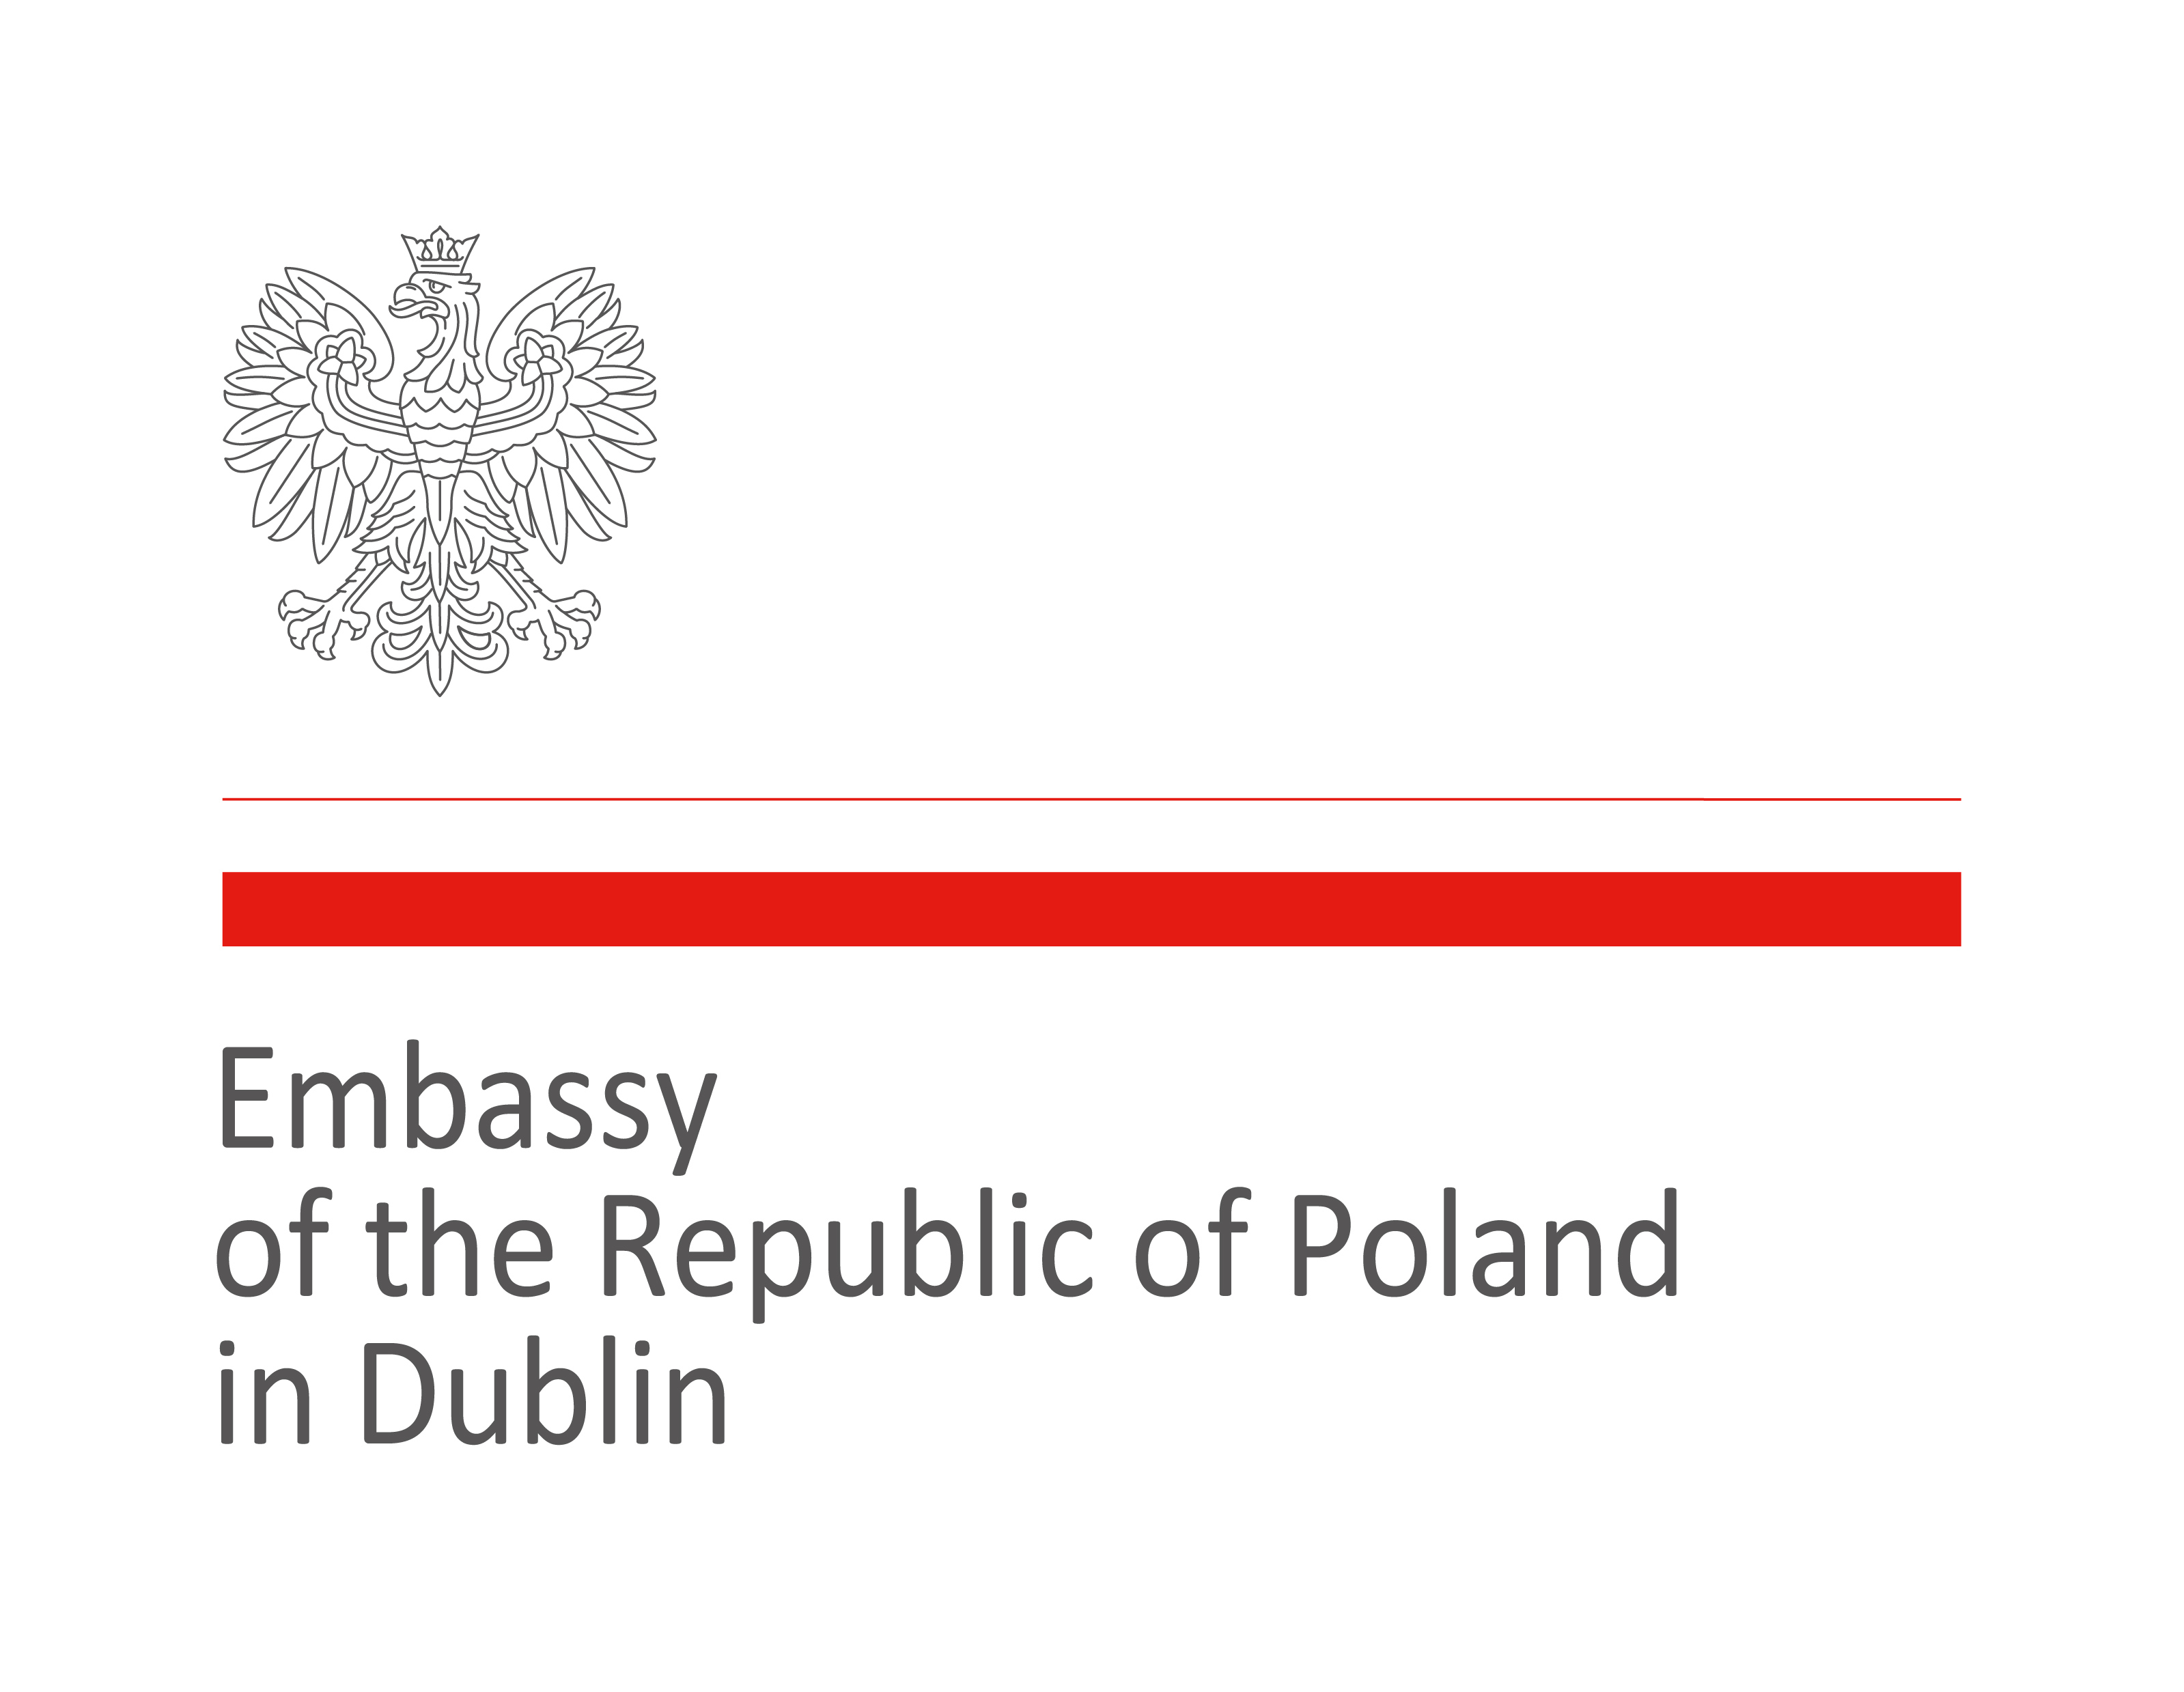 Embassy
of the Republic of Poland
in Dublin